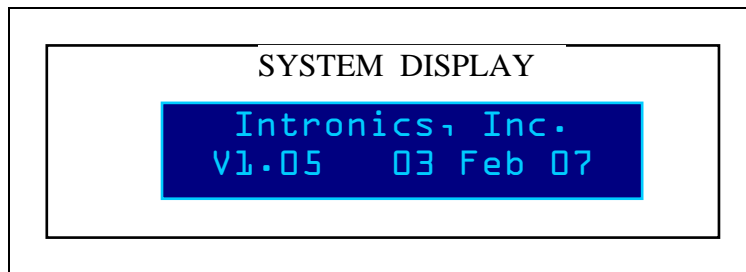 SYSTEM DISPLAY
Intronics, Inc.
V1.05 03 Feb 07